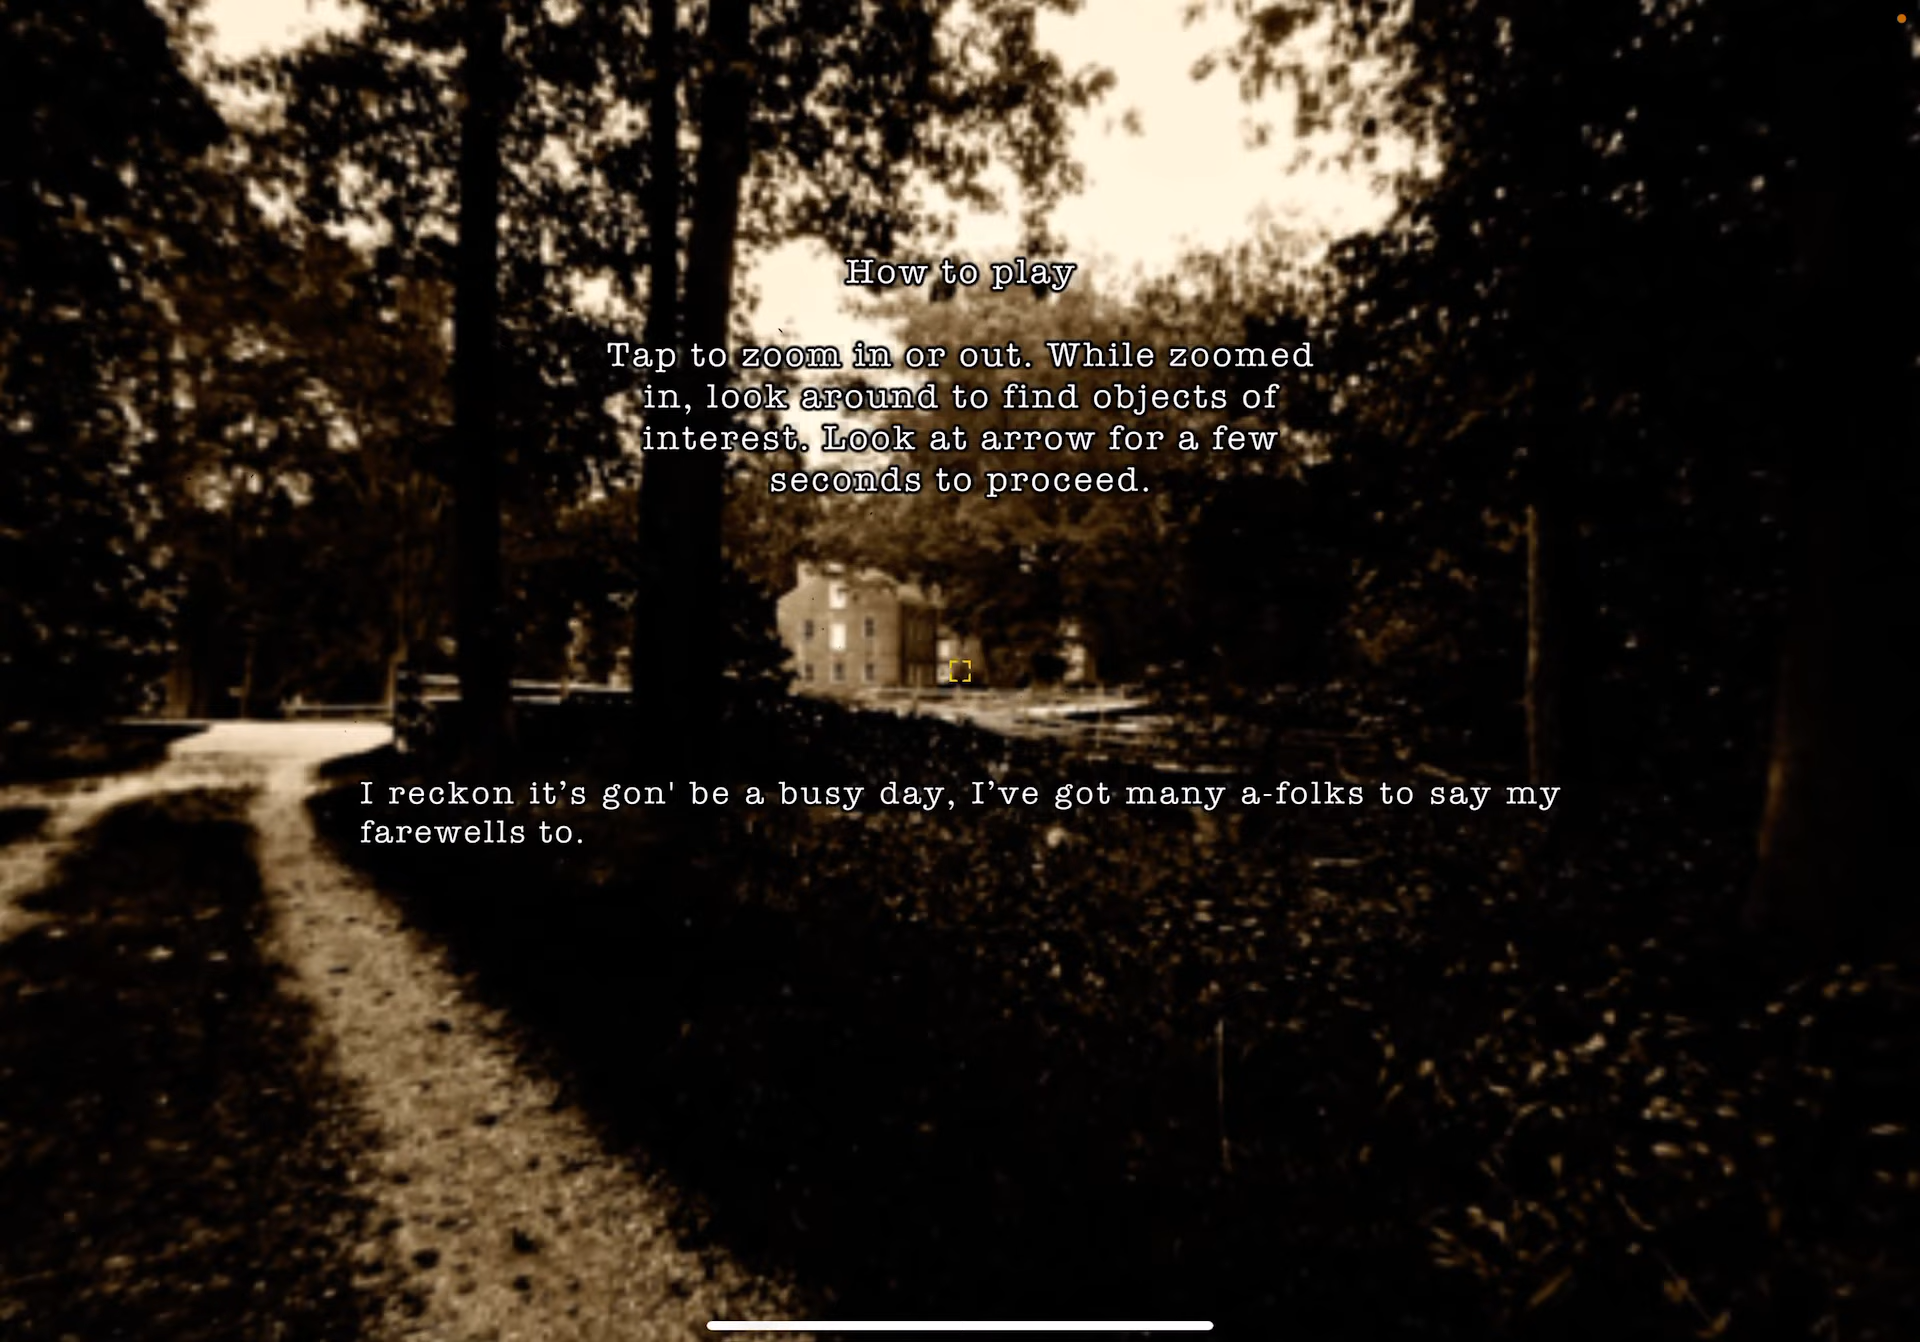 How to play
Tap to zoom in or out. While zoomed
in, look around to find objects of
interest. Look at arrow for a few
seconds to proceed.
I reckon it’s gon' be a busy day, I’ve got many a-folks to say my
farewells to.